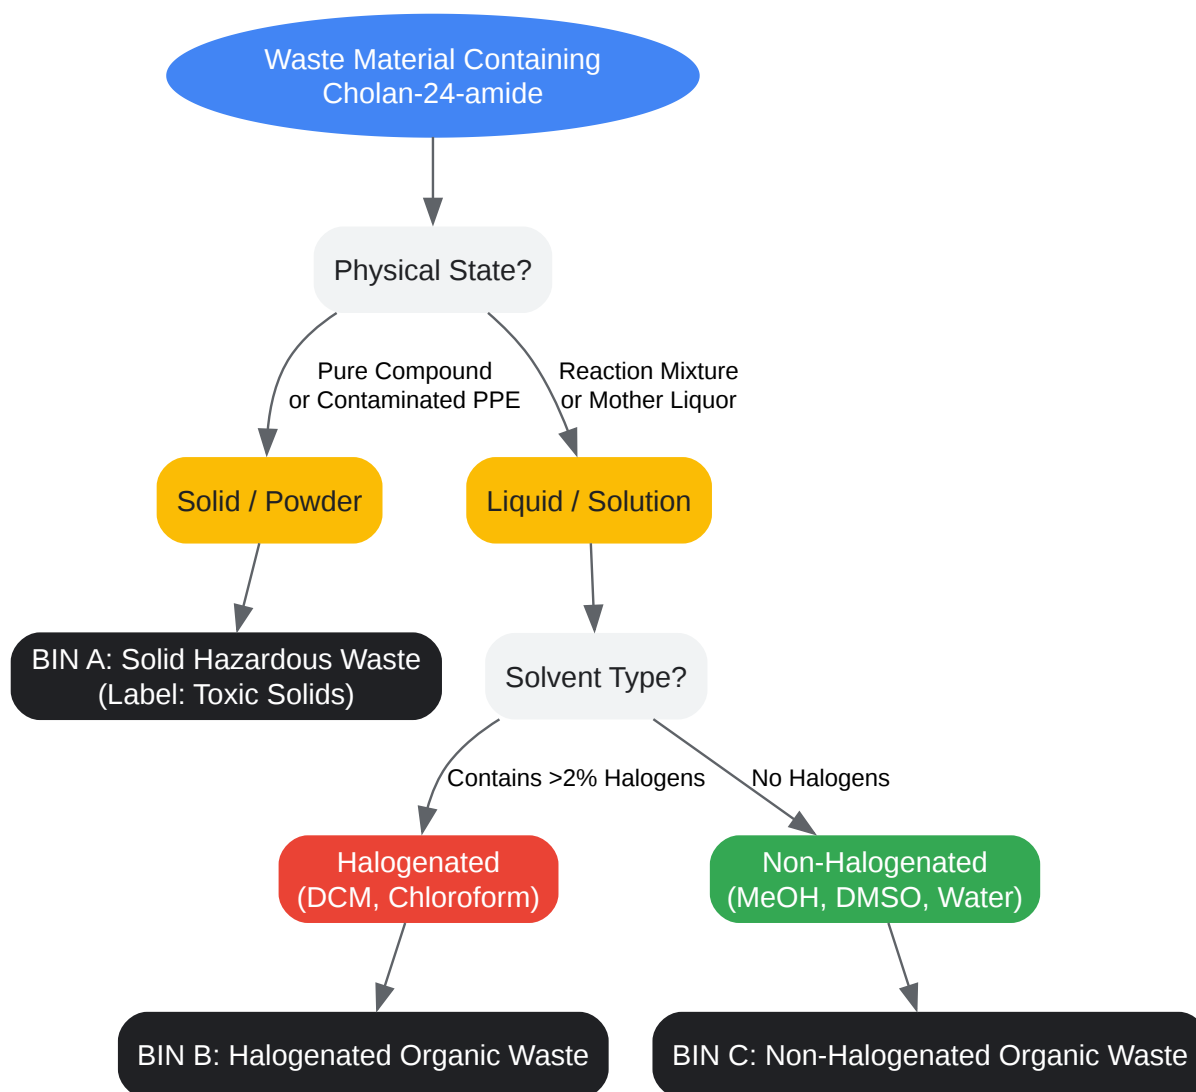 Waste Material Containing
Cholan-24-amide
Physical State?
Pure Compound
or Contaminated PPE
Reaction Mixture
or Mother Liquor
Solid / Powder
Liquid / Solution
BIN A: Solid Hazardous Waste
(Label: Toxic Solids)
Solvent Type?
Contains >2% Halogens
No Halogens
Halogenated
(DCM, Chloroform)
Non-Halogenated
(MeOH, DMSO, Water)
BIN B: Halogenated Organic Waste
BIN C: Non-Halogenated Organic Waste